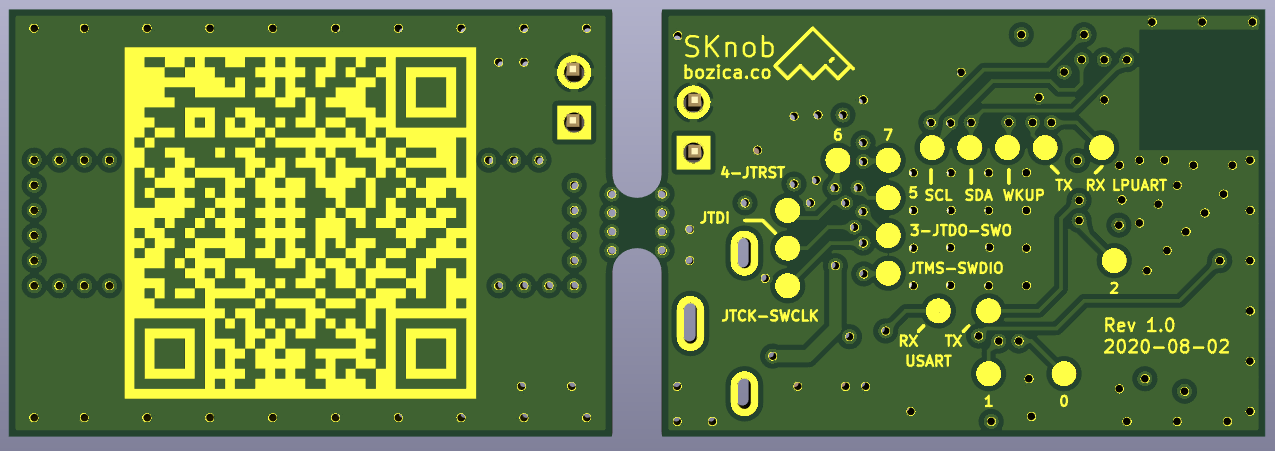 SKnob
bozica.co
6 7
4-JTRST
5 SCL SDA WKUP TX RX LPUART
JTDI
3-JTDO-SWO
JTMS-SWDIO
2
JTCK-SWCLK
RX TX
USART
Rev 1.0
2020-08-02
1 0